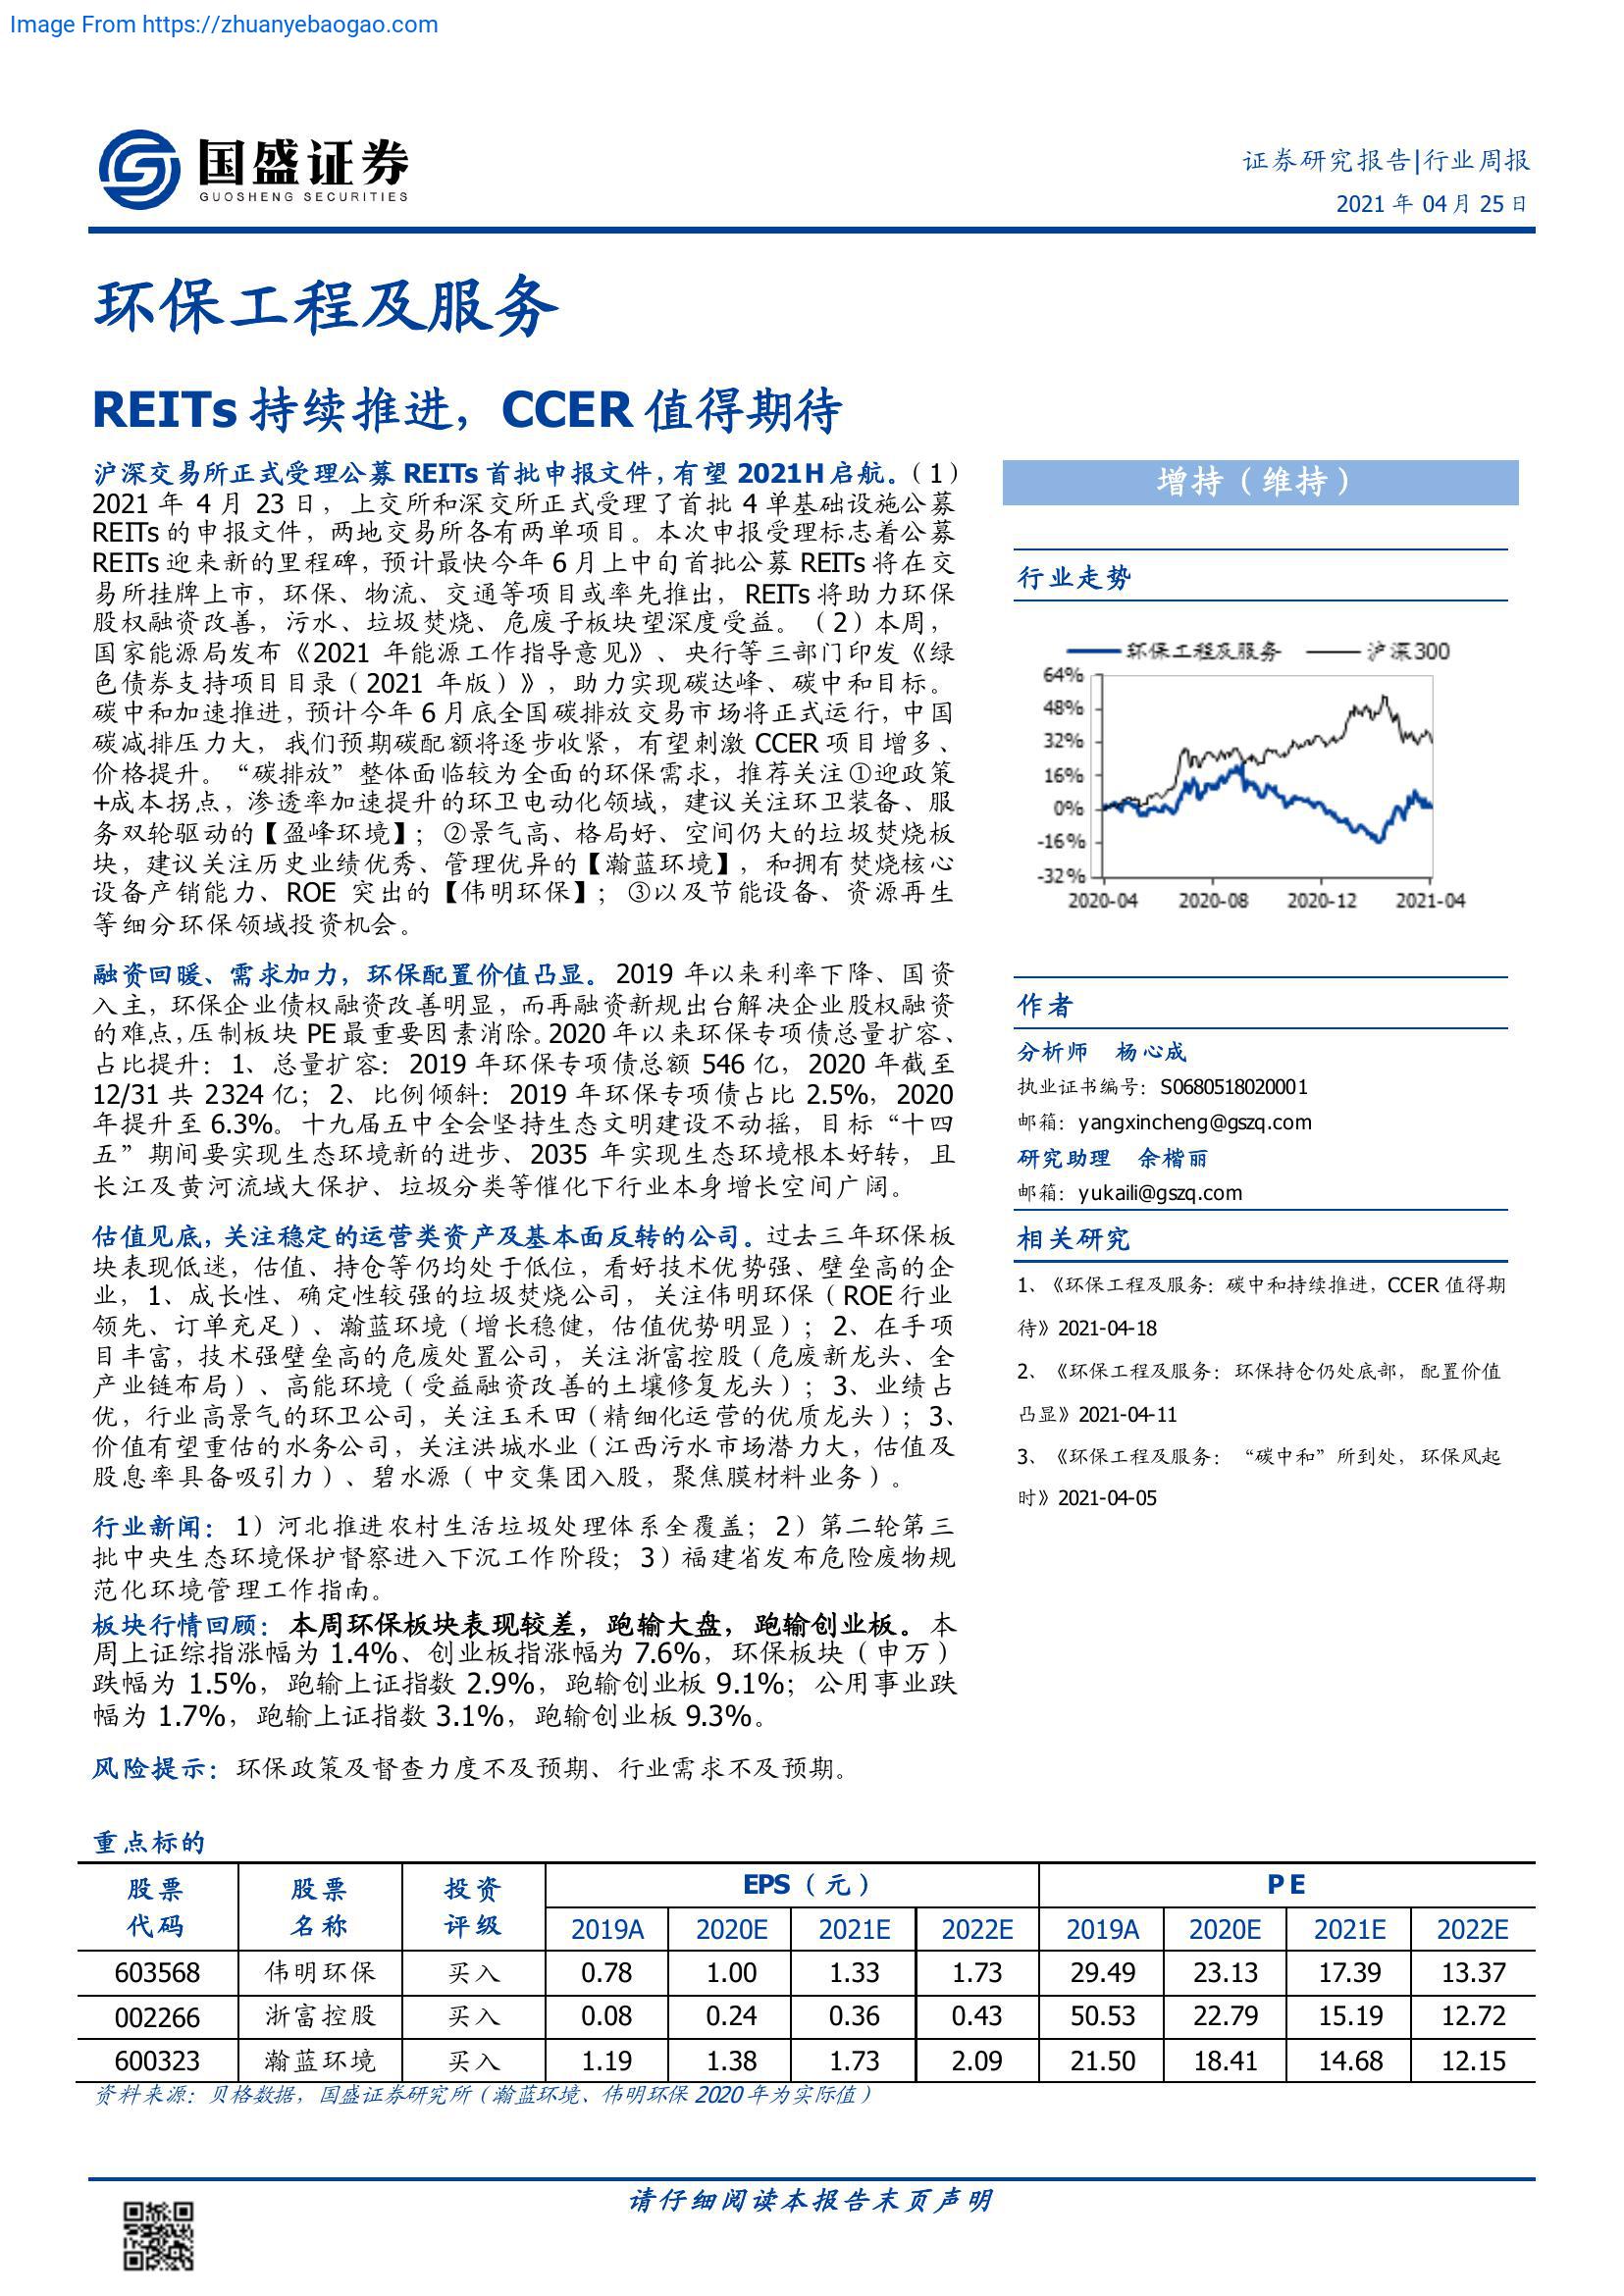 Image From https://zhuanyebaogao.com
国盛证券
GUOSHENG SECURITIES
证券研究报告|行业周报
2021 年 04 月 25 日
环保工程及服务
REITs 持续推进，CCER 值得期待
沪深交易所正式受理公募 REITs 首批申报文件，有望 2021H 启航。（1）
2021 年 4 月 23 日，上交所和深交所正式受理了首批 4 单基础设施公募
REITs 的申报文件，两地交易所各有两单项目。本次申报受理标志着公募
REITs 迎来新的里程碑，预计最快今年 6 月上中旬首批公募 REITs 将在交
易所挂牌上市，环保、物流、交通等项目或率先推出，REITs 将助力环保
股权融资改善，污水、垃圾焚烧、危废子板块望深度受益。（2）本周，
国家能源局发布《2021 年能源工作指导意见》、央行等三部门印发《绿
色债券支持项目目录（2021 年版）》，助力实现碳达峰、碳中和目标。
碳中和加速推进，预计今年 6 月底全国碳排放交易市场将正式运行，中国
碳减排压力大，我们预期碳配额将逐步收紧，有望刺激 CCER 项目增多、
价格提升。“碳排放”整体面临较为全面的环保需求，推荐关注①迎政策
+成本拐点，渗透率加速提升的环卫电动化领域，建议关注环卫装备、服
务双轮驱动的【盈峰环境】；②景气高、格局好、空间仍大的垃圾焚烧板
块，建议关注历史业绩优秀、管理优异的【瀚蓝环境】，和拥有焚烧核心
设备产销能力、ROE 突出的【伟明环保】；③以及节能设备、资源再生
等细分环保领域投资机会。
融资回暖、需求加力，环保配置价值凸显。2019 年以来利率下降、国资
入主，环保企业债权融资改善明显，而再融资新规出台解决企业股权融资
的难点，压制板块 PE 最重要因素消除。2020 年以来环保专项债总量扩容、
占比提升：1、总量扩容：2019 年环保专项债总额 546 亿，2020 年截至
12/31 共 2324 亿；2、比例倾斜：2019 年环保专项债占比 2.5%，2020
年提升至 6.3%。十九届五中全会坚持生态文明建设不动摇，目标“十四
五”期间要实现生态环境新的进步、2035 年实现生态环境根本好转，且
长江及黄河流域大保护、垃圾分类等催化下行业本身增长空间广阔。
估值见底，关注稳定的运营类资产及基本面反转的公司。过去三年环保板
块表现低迷，估值、持仓等仍均处于低位，看好技术优势强、壁垒高的企
业，1、成长性、确定性较强的垃圾焚烧公司，关注伟明环保（ROE 行业
领先、订单充足）、瀚蓝环境（增长稳健，估值优势明显）；2、在手项
目丰富，技术强壁垒高的危废处置公司，关注浙富控股（危废新龙头、全
产业链布局）、高能环境（受益融资改善的土壤修复龙头）；3、业绩占
优，行业高景气的环卫公司，关注玉禾田（精细化运营的优质龙头）；3、
价值有望重估的水务公司，关注洪城水业（江西污水市场潜力大，估值及
股息率具备吸引力）、碧水源（中交集团入股，聚焦膜材料业务）。
行业新闻：1）河北推进农村生活垃圾处理体系全覆盖；2）第二轮第三
批中央生态环境保护督察进入下沉工作阶段；3）福建省发布危险废物规
范化环境管理工作指南。
板块行情回顾：本周环保板块表现较差，跑输大盘，跑输创业板。本
周上证综指涨幅为 1.4%、创业板指涨幅为 7.6%，环保板块（申万）
跌幅为 1.5%，跑输上证指数 2.9%，跑输创业板 9.1%；公用事业跌
幅为 1.7%，跑输上证指数 3.1%，跑输创业板 9.3%。
风险提示：环保政策及督查力度不及预期、行业需求不及预期。
增持（维持）
行业走势
环保工程及服务 沪深300
64%
48%
32%
16%
0%
-16%
-32%
2020-04 2020-08 2020-12 2021-04
作者
分析师 杨心成
执业证书编号：S0680518020001
邮箱：yangxincheng@gszq.com
研究助理 余楷丽
邮箱：yukaili@gszq.com
相关研究
1、《环保工程及服务：碳中和持续推进，CCER 值得期
待》2021-04-18
2、《环保工程及服务：环保持仓仍处底部，配置价值
凸显》2021-04-11
3、《环保工程及服务：“碳中和”所到处，环保风起
时》2021-04-05
重点标的
股票 股票 投资 EPS（元） PE
代码 名称 评级 2019A 2020E 2021E 2022E 2019A 2020E 2021E 2022E
603568 伟明环保 买入 0.78 1.00 1.33 1.73 29.49 23.13 17.39 13.37
002266 浙富控股 买入 0.08 0.24 0.36 0.43 50.53 22.79 15.19 12.72
600323 瀚蓝环境 买入 1.19 1.38 1.73 2.09 21.50 18.41 14.68 12.15
资料来源：贝格数据，国盛证券研究所（瀚蓝环境、伟明环保 2020 年为实际值）
请仔细阅读本报告末页声明